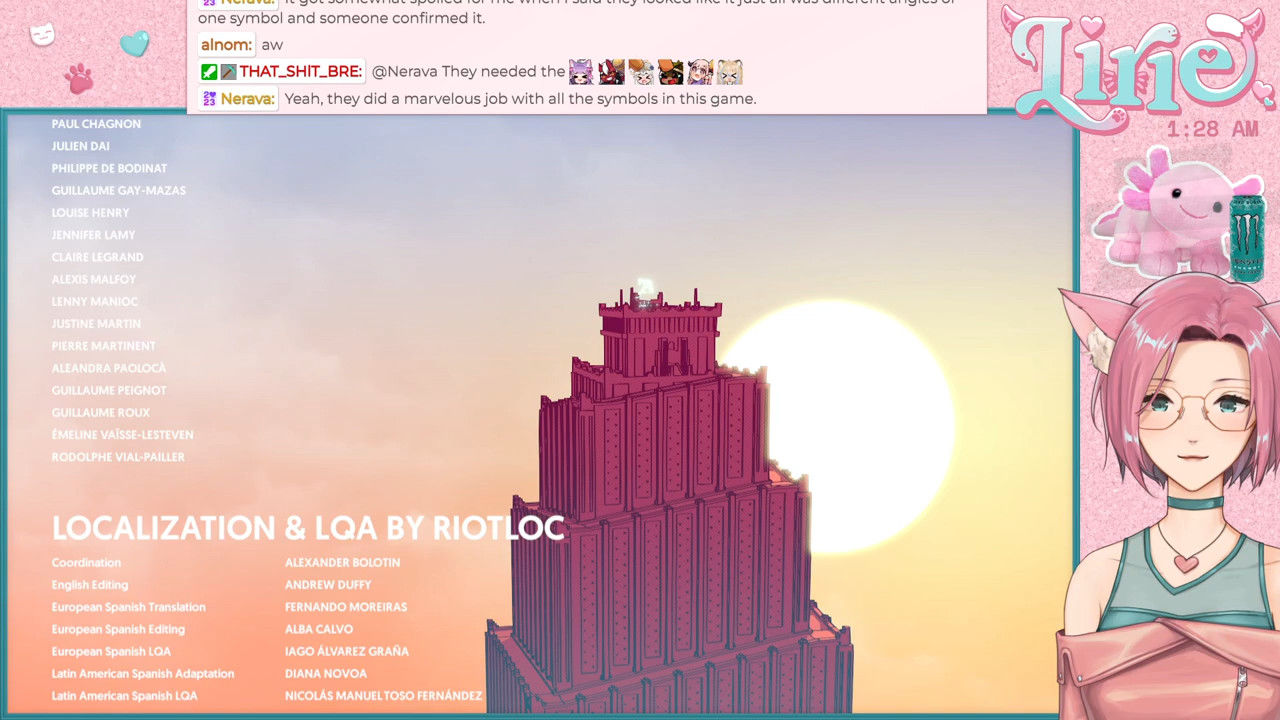 Nerava: It got somewhat spoiled for me when I said they looked like it just all was different angles of
one symbol and someone confirmed it.
alnom: aw
THAT_SHIT_BRE: @Nerava They needed the
Nerava: Yeah, they did a marvelous job with all the symbols in this game.
Lirie
1:28 AM
PAUL CHAGNON
JULIEN DAI
PHILIPPE DE BODINAT
GUILLAUME GAY-MAZAS
LOUISE HENRY
JENNIFER LAMY
CLAIRE LEGRAND
ALEXIS MALFOY
LENNY MANIOC
JUSTINE MARTIN
PIERRE MARTINENT
ALEANDRA PAOLOCÀ
GUILLAUME PEIGNOT
GUILLAUME ROUX
ÉMELINE VAÏSSE-LESTEVEN
RODOLPHE VIAL-PAILLER
LOCALIZATION & LQA BY RIOTLOC
Coordination ALEXANDER BOLOTIN
English Editing ANDREW DUFFY
European Spanish Translation FERNANDO MOREIRAS
European Spanish Editing ALBA CALVO
European Spanish LQA IAGO ÁLVAREZ GRAÑA
Latin American Spanish Adaptation DIANA NOVOA
Latin American Spanish LQA NICOLÁS MANUEL TOSO FERNÁNDEZ